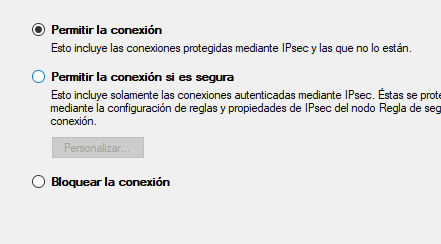 Permitir la conexión
Esto incluye las conexiones protegidas mediante IPsec y las que no lo están.
Permitir la conexión si es segura
Esto incluye solamente las conexiones autenticadas mediante IPsec. Éstas se prote
mediante la configuración de reglas y propiedades de IPsec del nodo Regla de seg
conexión.
Personalizar...
Bloquear la conexión